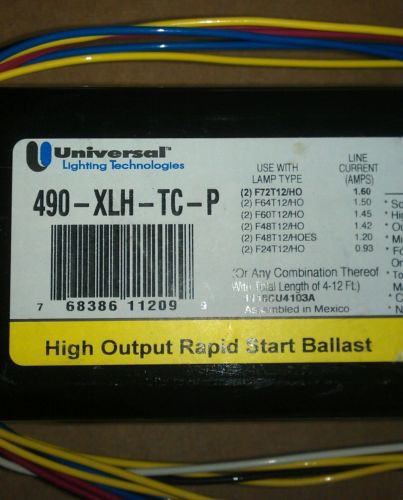 Universal™
Lighting Technologies
490-XLH-TC-P
7 68386 11209 9
USE WITH LAMP TYPE
LINE CURRENT (AMPS)
(2) F72T12/HO 1.60
(2) F64T12/HO 1.50
(2) F60T12/HO 1.45
(2) F48T12/HO 1.42
(2) F48T12/HOES 1.20
(2) F24T12/HO 0.93
(Or Any Combination Thereof
With Total Length of 4-12 Ft.)
Assembled in Mexico
High Output Rapid Start Ballast